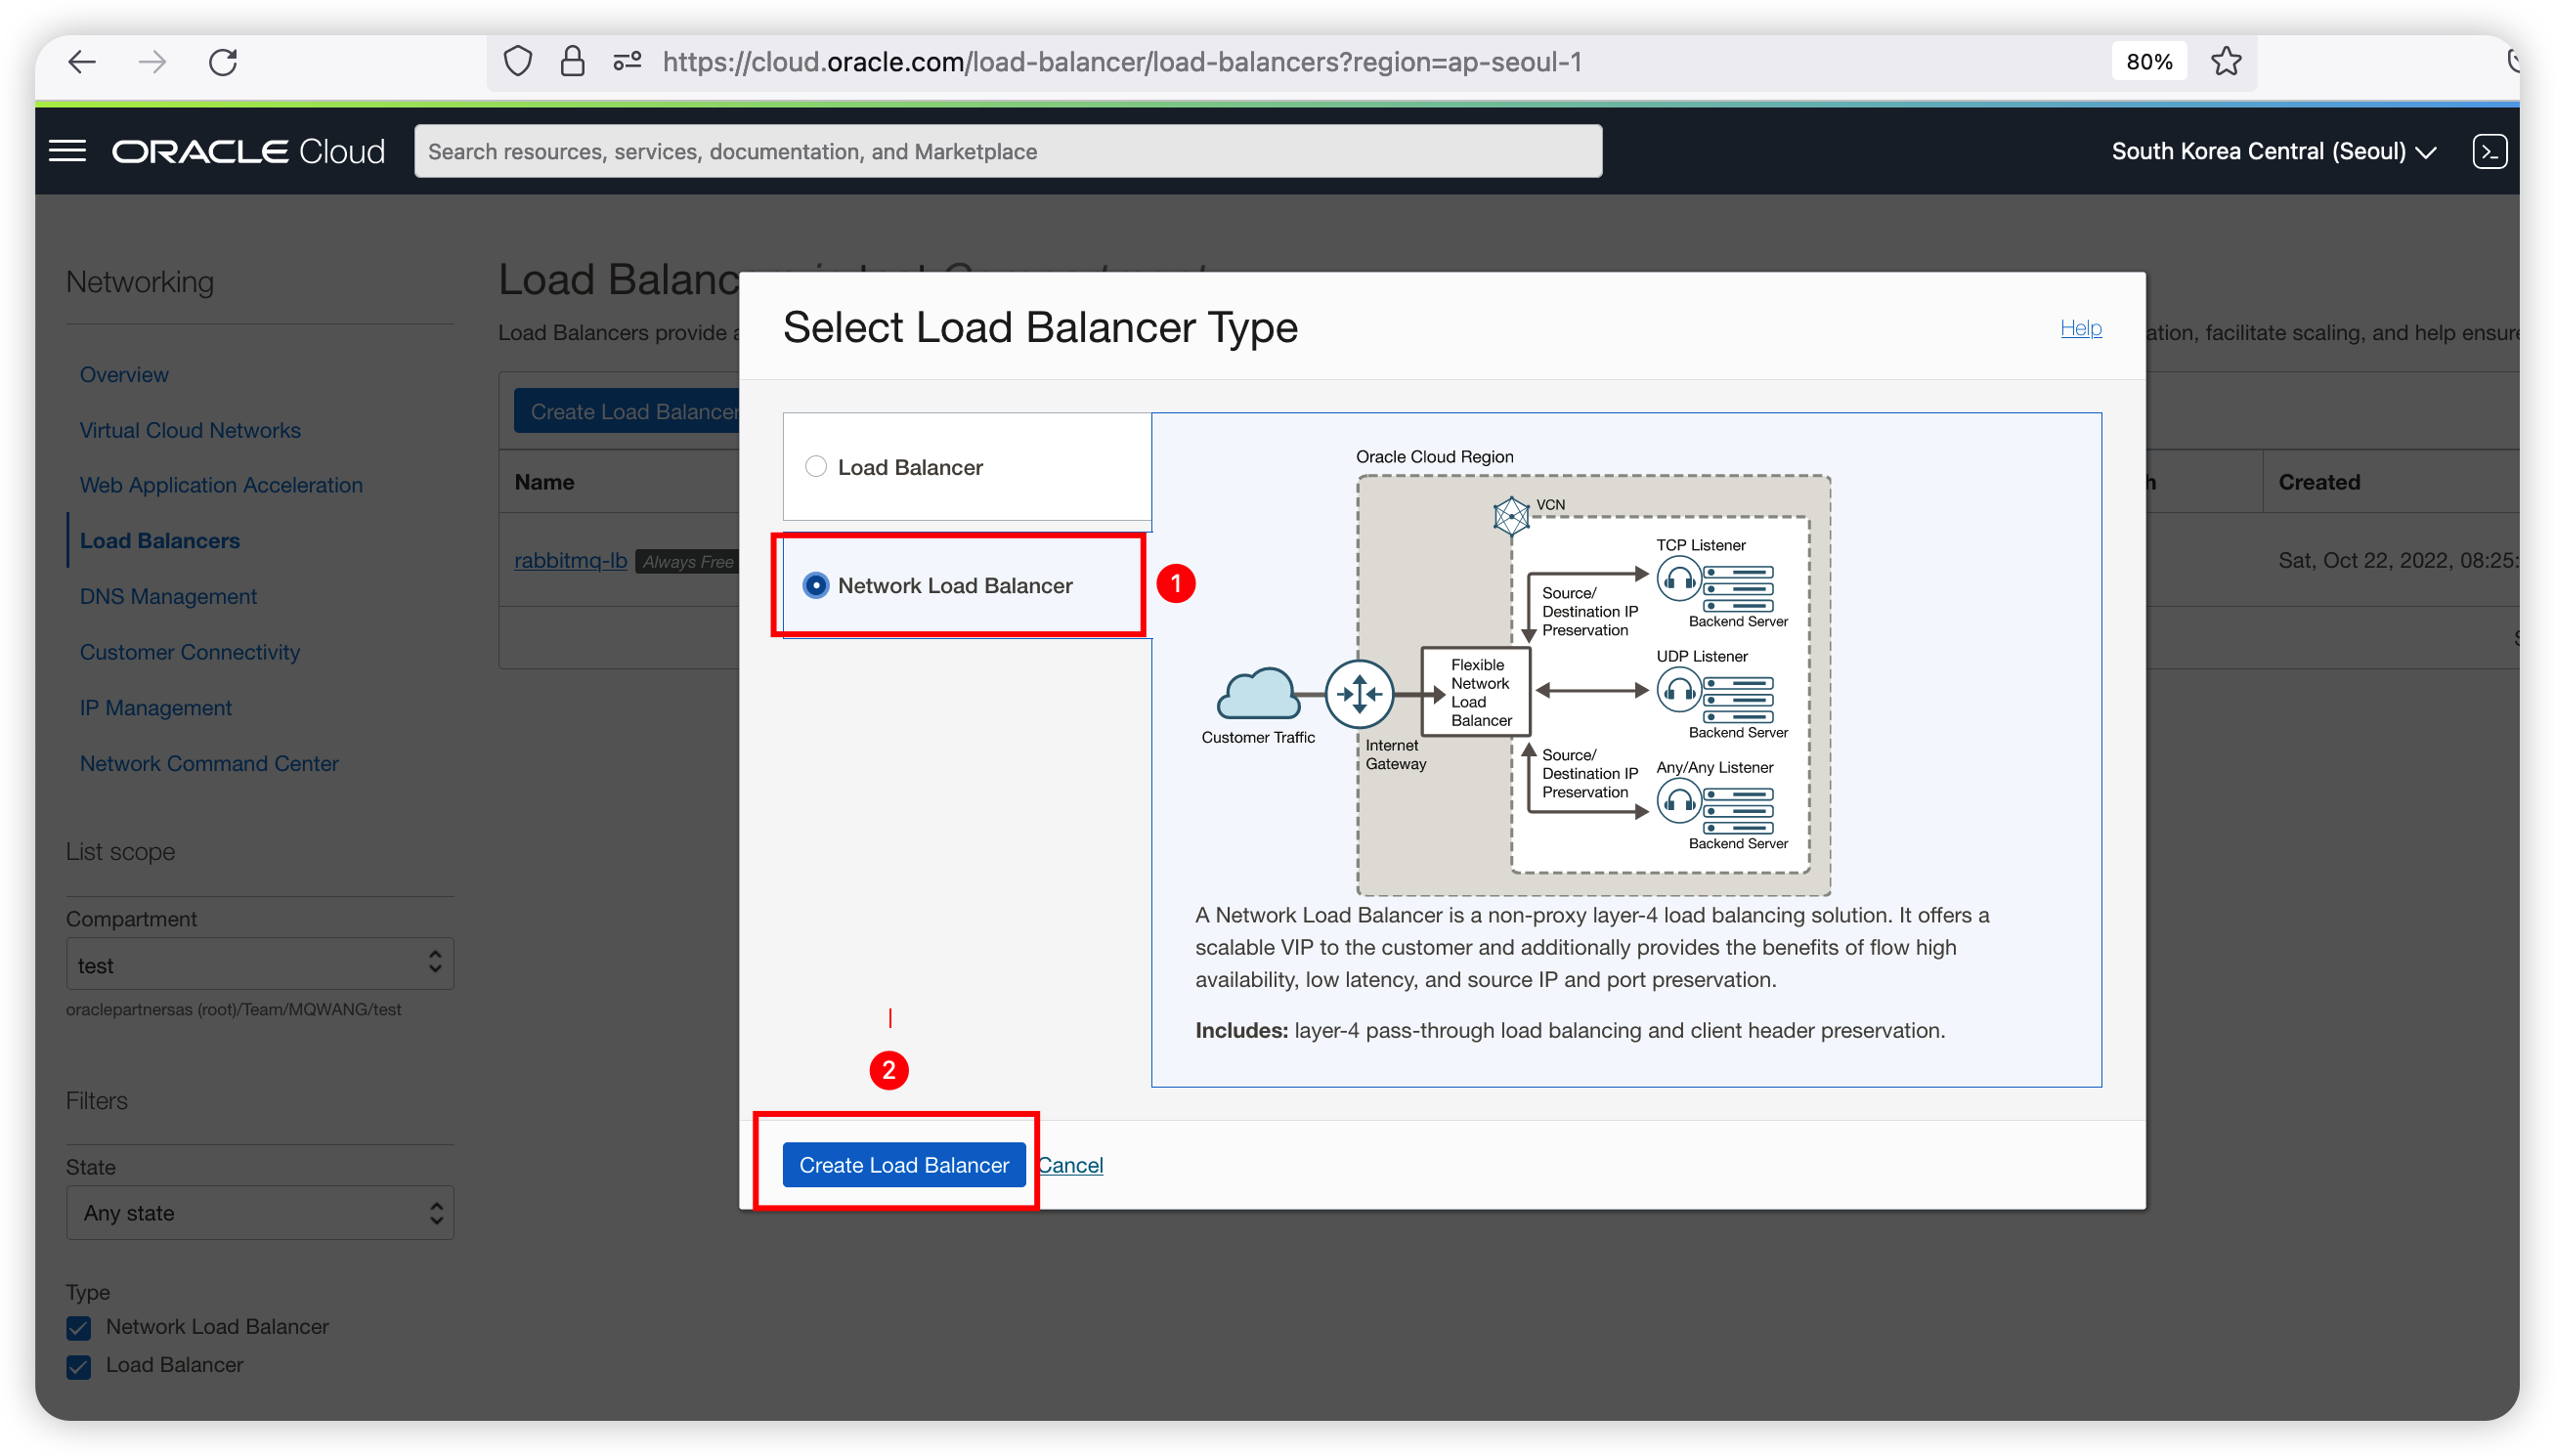 https://cloud.oracle.com/load-balancer/load-balancers?region=ap-seoul-1
80%
ORACLE Cloud
Search resources, services, documentation, and Marketplace
South Korea Central (Seoul)
Networking
Overview
Virtual Cloud Networks
Web Application Acceleration
Load Balancers
DNS Management
Customer Connectivity
IP Management
Network Command Center
List scope
Compartment
test
oraclepartnersas (root)/Team/MQWANG/test
Filters
State
Any state
Type
Network Load Balancer
Load Balancer
Load Balanc
Load Balancers provide a
ation, facilitate scaling, and help ensure
Create Load Balancer
Name
h
Created
rabbitmq-lb
Always Free
Sat, Oct 22, 2022, 08:25:
Select Load Balancer Type
Help
Load Balancer
Network Load Balancer
1
Oracle Cloud Region
VCN
TCP Listener
Source/
Destination IP
Preservation
Backend Server
UDP Listener
Flexible
Network
Load
Balancer
Backend Server
Customer Traffic
Internet
Gateway
Source/
Destination IP
Preservation
Any/Any Listener
Backend Server
A Network Load Balancer is a non-proxy layer-4 load balancing solution. It offers a
scalable VIP to the customer and additionally provides the benefits of flow high
availability, low latency, and source IP and port preservation.
Includes: layer-4 pass-through load balancing and client header preservation.
2
Create Load Balancer
Cancel